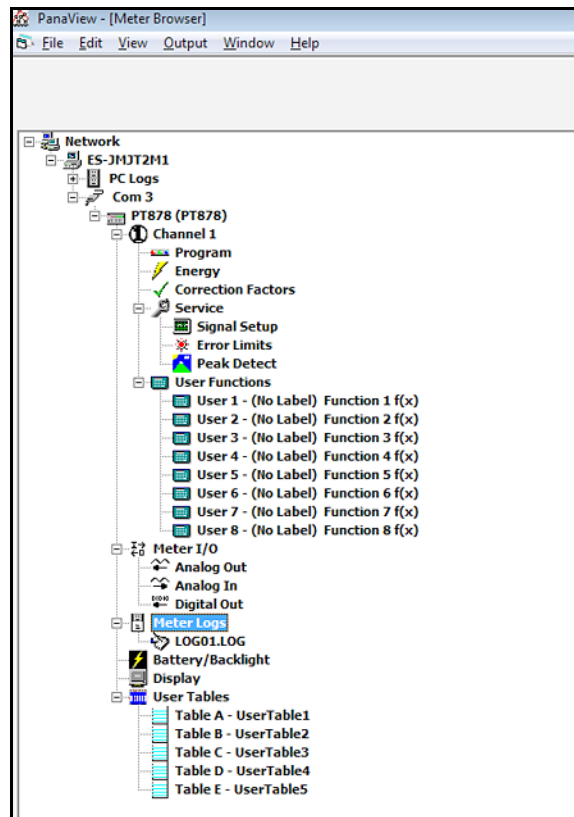 PanaView - [Meter Browser]
File Edit View Output Window Help
Network
ES-JMJT2M1
PC Logs
Com 3
PT878 (PT878)
Channel 1
Program
Energy
Correction Factors
Service
Signal Setup
Error Limits
Peak Detect
User Functions
User 1 - (No Label) Function 1 f(x)
User 2 - (No Label) Function 2 f(x)
User 3 - (No Label) Function 3 f(x)
User 4 - (No Label) Function 4 f(x)
User 5 - (No Label) Function 5 f(x)
User 6 - (No Label) Function 6 f(x)
User 7 - (No Label) Function 7 f(x)
User 8 - (No Label) Function 8 f(x)
Meter I/O
Analog Out
Analog In
Digital Out
Meter Logs
LOG01.LOG
Battery/Backlight
Display
User Tables
Table A - UserTable1
Table B - UserTable2
Table C - UserTable3
Table D - UserTable4
Table E - UserTable5